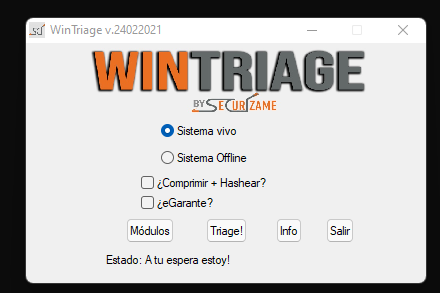 WinTriage v.24022021
WINTRIAGE
BY SECURIZAME
Sistema vivo
Sistema Offline
¿Comprimir + Hashear?
¿eGarante?
Módulos Triage! Info Salir
Estado: A tu espera estoy!